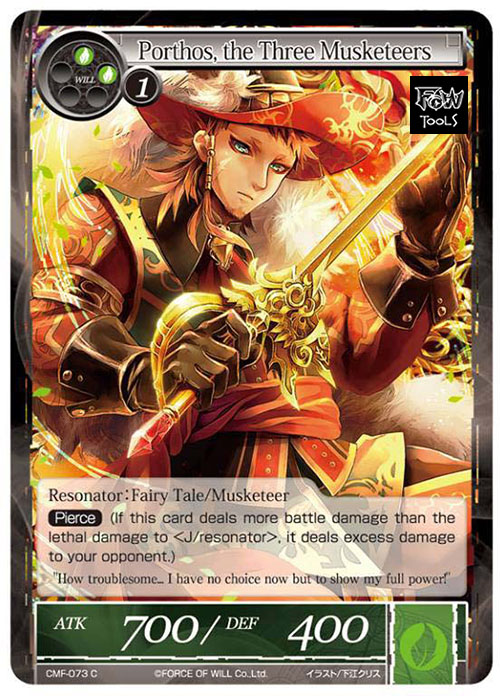 Porthos, the Three Musketeers
WILL
1
FOW
TOOLS
Resonator:Fairy Tale/Musketeer
Pierce (If this card deals more battle damage than the
lethal damage to <J/resonator>, it deals excess damage
to your opponent.)
"How troublesome... I have no choice now but to show my full power!"
ATK 700/ DEF 400
CMF-073 C ©FORCE OF WILL Co.,Ltd. イラスト/下江クリス